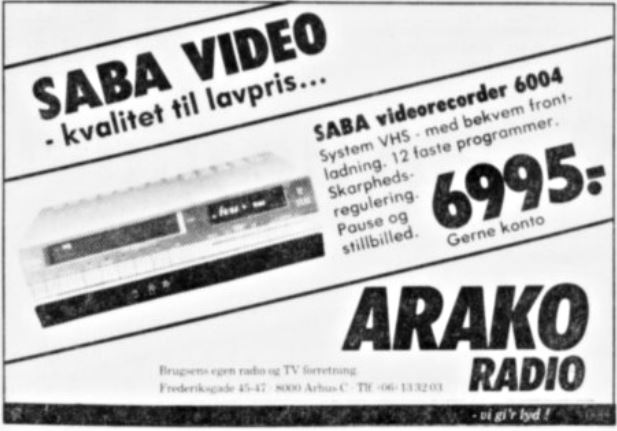 SABA VIDEO
- kvalitet til lavpris...
SABA videorecorder 6004
System VHS - med bekvem front-
ladning. 12 faste programmer.
Skarpheds-
regulering.
Pause og
stillbilled.
6995:-
Gerne konto
ARAKO
RADIO
Brugsens egen radio og TV forretning
Frederiksgade 45-47 - 8000 Arhus C - Tlf. (06) 13 32 03
- vi gi'r lyd !